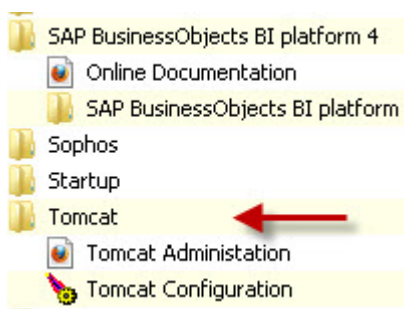 SAP BusinessObjects BI platform 4
Online Documentation
SAP BusinessObjects BI platform
Sophos
Startup
Tomcat
Tomcat Administation
Tomcat Configuration